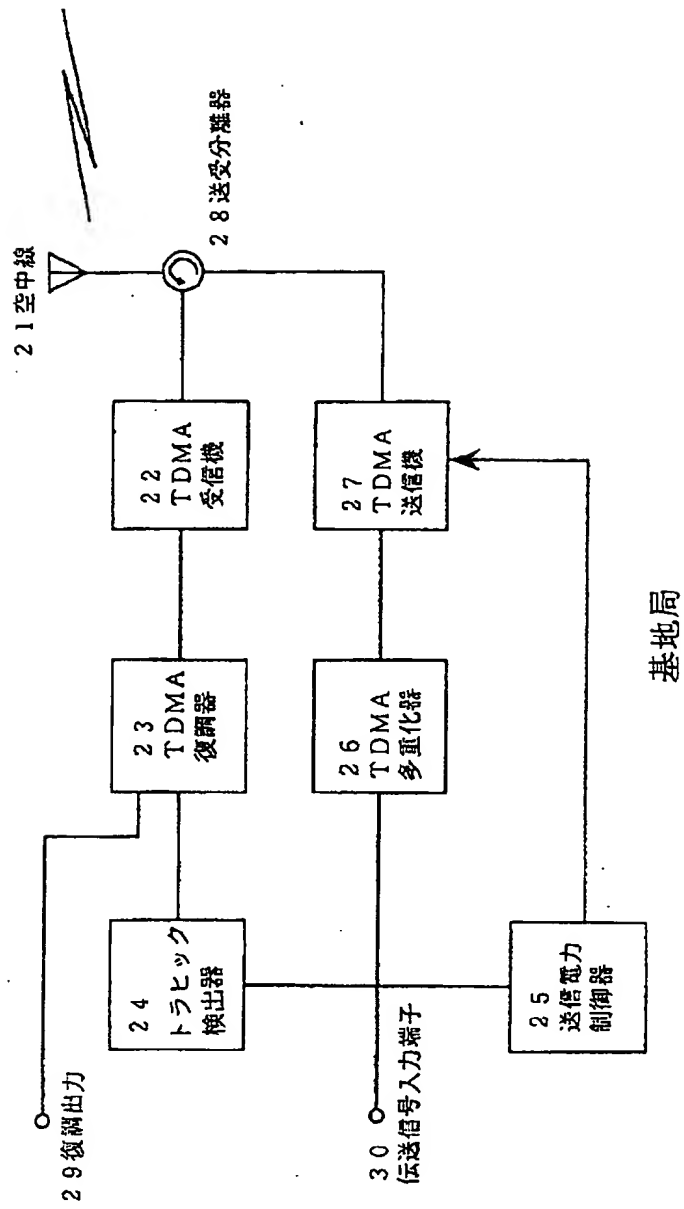 21空中線
28送受分離器
22
TDMA
受信機
23
TDMA
復調器
24
トラヒック
検出器
29復調出力
27
TDMA
送信機
26
TDMA
多重化器
30
伝送信号入力端子
25
送信電力
制御器
基地局